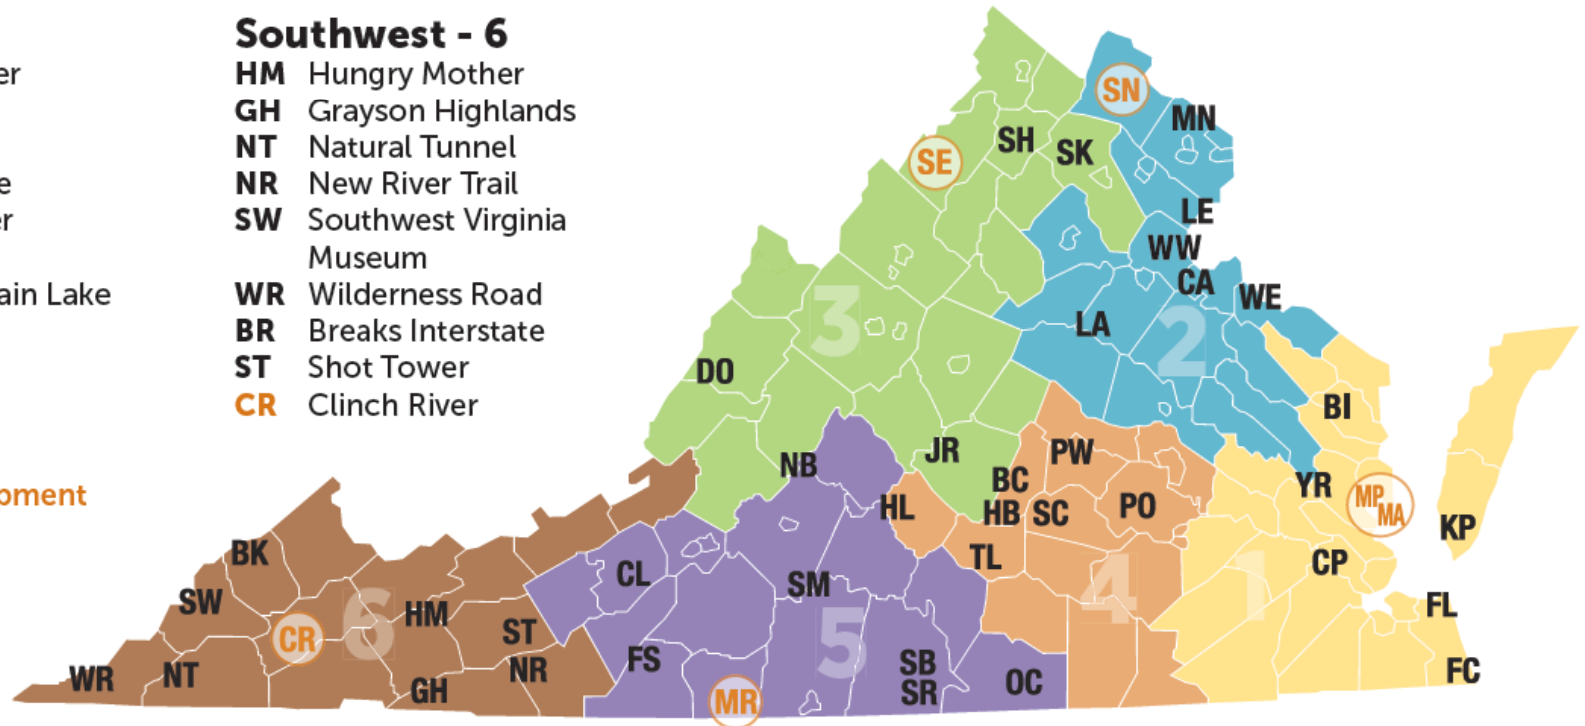 er
e
er
ain Lake
pment
Southwest - 6
HM Hungry Mother
GH Grayson Highlands
NT Natural Tunnel
NR New River Trail
SW Southwest Virginia
Museum
WR Wilderness Road
BR Breaks Interstate
ST Shot Tower
CR Clinch River
SN
MN
SE
SH
SK
LE
WW
CA
WE
3
LA
2
DO
BI
NB
JR
PW
BC
HL
HB
SC
PO
YR
MP
MA
KP
BK
CL
SM
TL
4
1
CP
SW
CR
6
HM
ST
5
FL
WR
NT
GH
NR
FS
MR
SB
SR
OC
FC